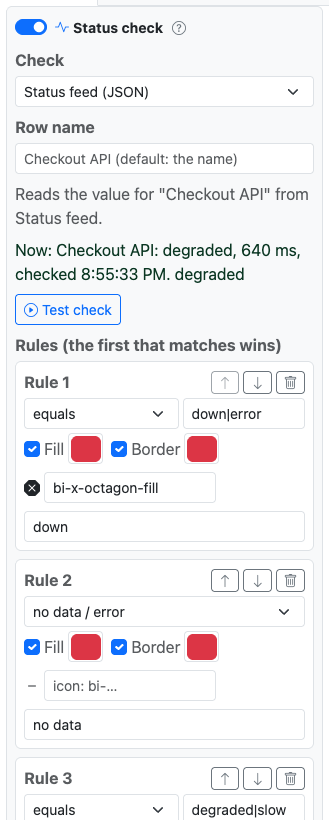 Status check
Check
Status feed (JSON)
Row name
Checkout API (default: the name)
Reads the value for "Checkout API" from
Status feed.
Now: Checkout API: degraded, 640 ms,
checked 8:55:33 PM. degraded
Test check
Rules (the first that matches wins)
Rule 1
equals down|error
Fill Border
bi-x-octagon-fill
down
Rule 2
no data / error
Fill Border
icon: bi-...
no data
Rule 3
equals degraded|slow